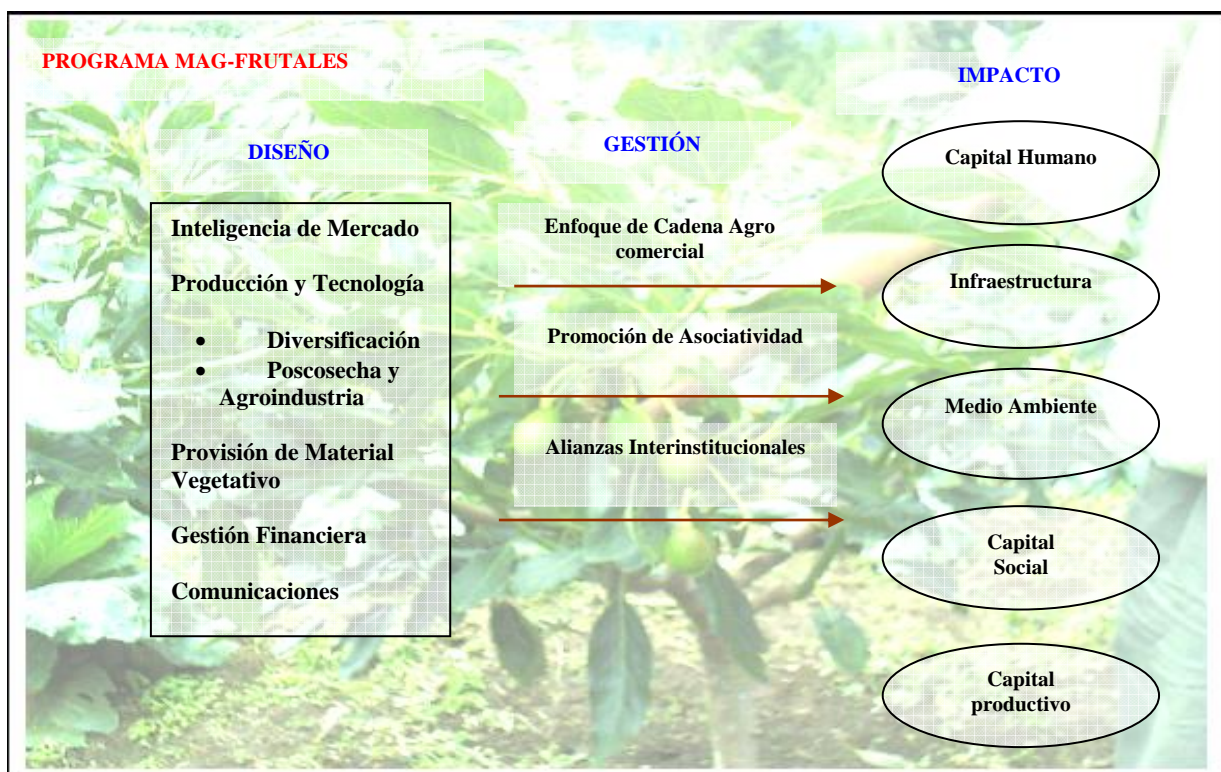 PROGRAMA MAG-FRUTALES
IMPACTO
DISEÑO
GESTIÓN
Inteligencia de Mercado
Producción y Tecnología
• Diversificación
• Poscosecha y
Agroindustria
Provisión de Material
Vegetativo
Gestión Financiera
Comunicaciones
Enfoque de Cadena Agro
comercial
Promoción de Asociatividad
Alianzas Interinstitucionales
Capital Humano
Infraestructura
Medio Ambiente
Capital
Social
Capital
productivo